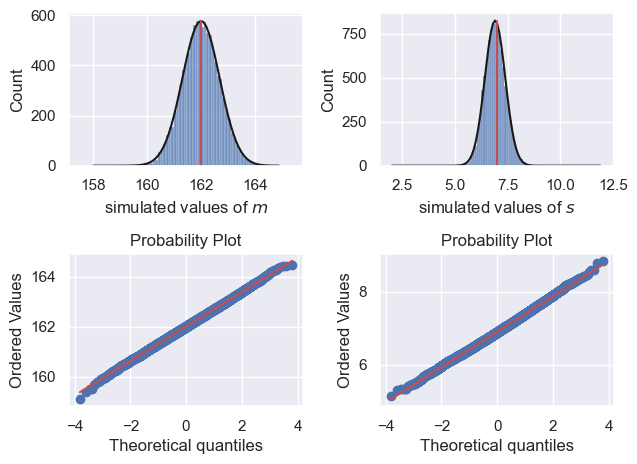 600
400
200
0
Count
158 160 162 164
simulated values of m
750
500
250
0
Count
2.5 5.0 7.5 10.0 12.5
simulated values of s
Probability Plot
164
162
160
Ordered Values
−4 −2 0 2 4
Theoretical quantiles
Probability Plot
8
6
Ordered Values
−4 −2 0 2 4
Theoretical quantiles